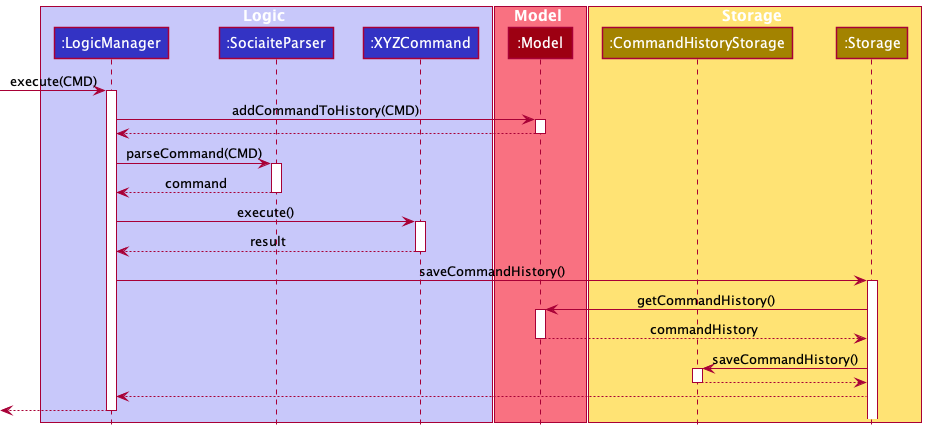 Logic
Model
Storage
:LogicManager
:SociaiteParser
:XYZCommand
:Model
:CommandHistoryStorage
:Storage
execute(CMD)
addCommandToHistory(CMD)
parseCommand(CMD)
command
execute()
result
saveCommandHistory()
getCommandHistory()
commandHistory
saveCommandHistory()